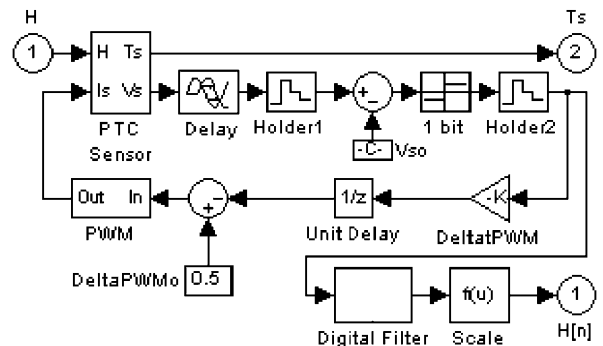 H
Ts
1
H Ts
2
Is Vs
PTC
Sensor
Delay
Holder1
+
−
-C-
Vso
1 bit
Holder2
Out In
PWM
−
+
1/z
Unit Delay
-K
DeltatPWM
DeltaPWMo
0.5
Digital Filter
f(u)
Scale
1
H[n]